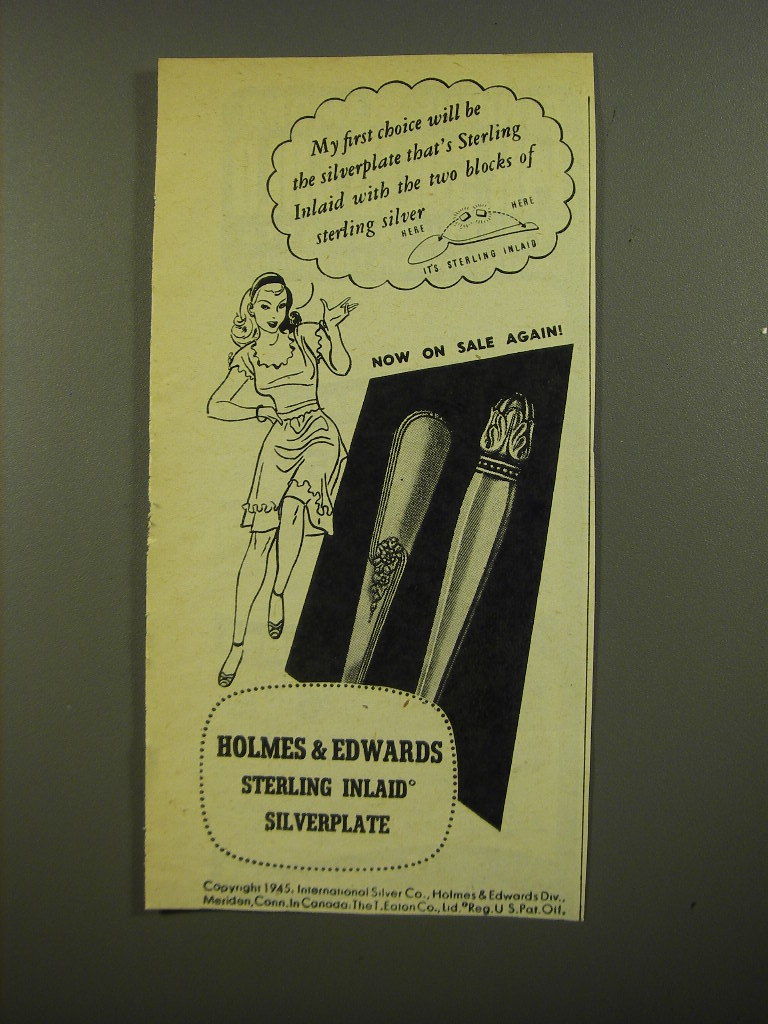 My first choice will be
the silverplate that's Sterling
Inlaid with the two blocks of
sterling silver
HERE
HERE
IT'S STERLING INLAID
NOW ON SALE AGAIN!
HOLMES & EDWARDS
STERLING INLAID°
SILVERPLATE
Copyright 1945, International Silver Co., Holmes & Edwards Div.,
Meriden, Conn. In Canada: The T. Eaton Co., Ltd. ®Reg. U. S. Pat. Off.